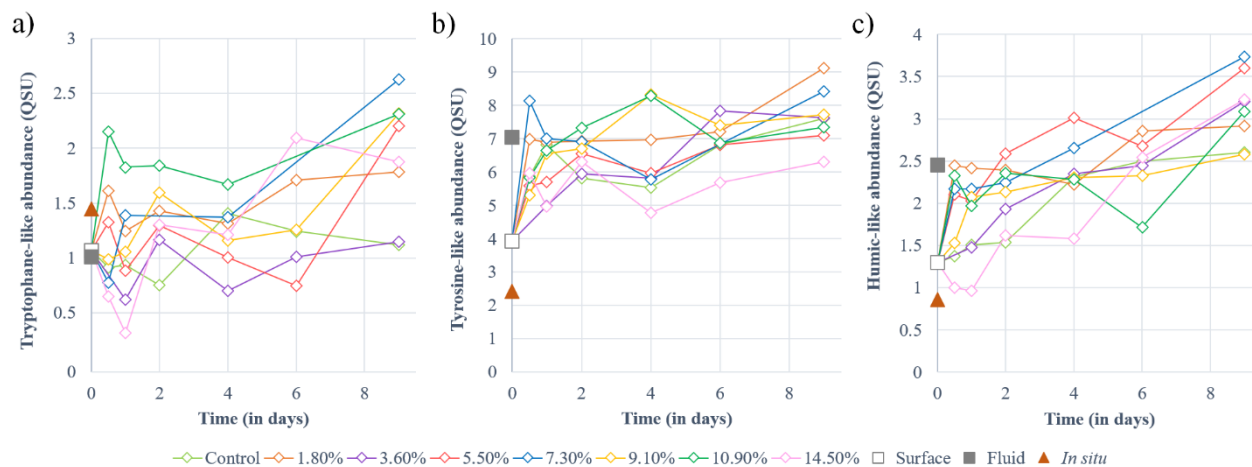 a)
Tryptophane-like abundance (QSU)
3
2.5
2
1.5
1
0.5
0
0 2 4 6 8
Time (in days)
b)
Tyrosine-like abundance (QSU)
10
9
8
7
6
5
4
3
2
1
0
0 2 4 6 8
Time (in days)
c)
Humic-like abundance (QSU)
4
3.5
3
2.5
2
1.5
1
0.5
0
0 2 4 6 8
Time (in days)
Control 1.80% 3.60% 5.50% 7.30% 9.10% 10.90% 14.50% Surface Fluid In situ